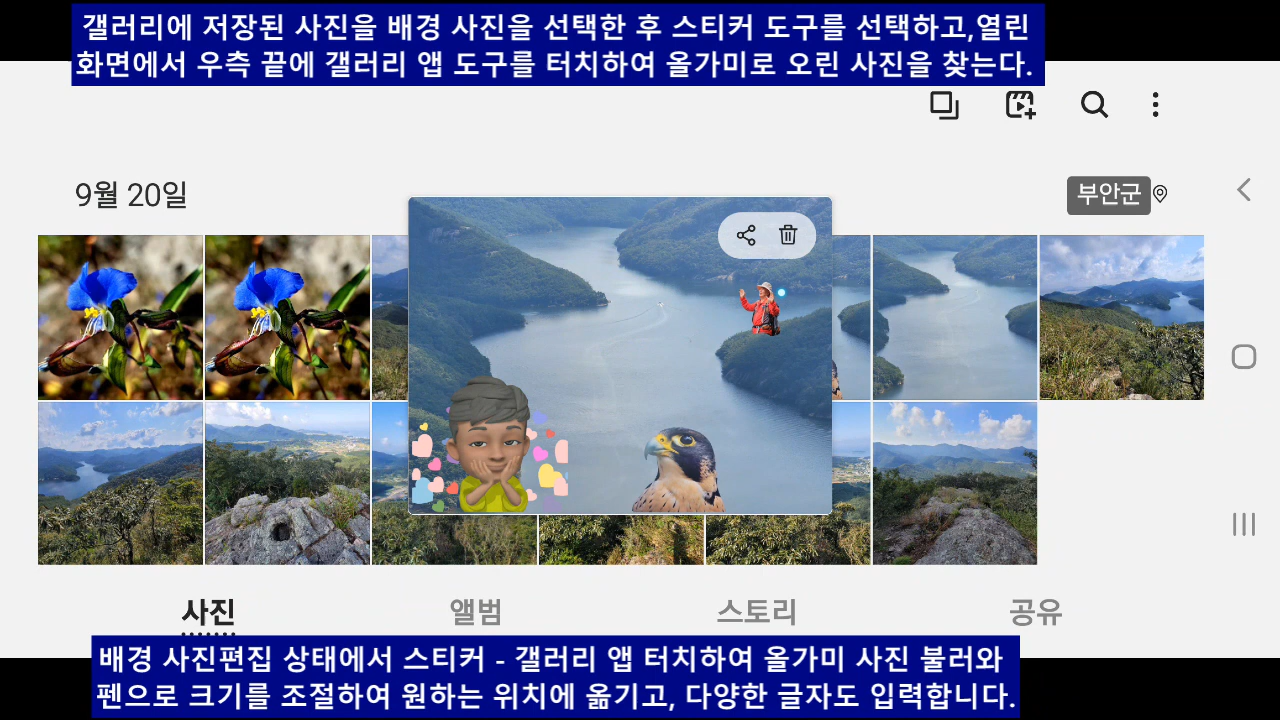 갤러리에 저장된 사진을 배경 사진을 선택한 후 스티커 도구를 선택하고,열린
화면에서 우측 끝에 갤러리 앱 도구를 터치하여 올가미로 오린 사진을 찾는다.
9월 20일
부안군
사진
앨범
스토리
공유
배경 사진편집 상태에서 스티커 - 갤러리 앱 터치하여 올가미 사진 불러와
펜으로 크기를 조절하여 원하는 위치에 옮기고, 다양한 글자도 입력합니다.